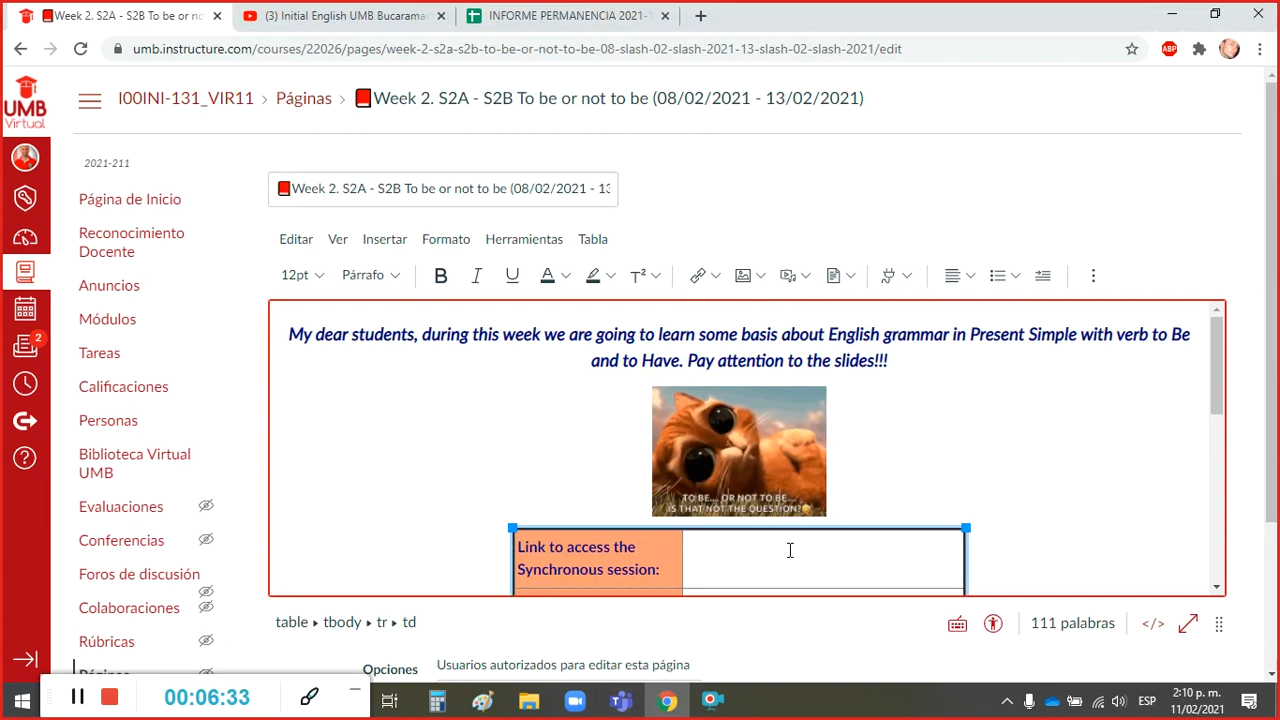 Week 2. S2A - S2B To be or not to
(3) Initial English UMB Bucaramar
INFORME PERMANENCIA 2021-1
umb.instructure.com/courses/22026/pages/week-2-s2a-s2b-to-be-or-not-to-be-08-slash-02-slash-2021-13-slash-02-slash-2021/edit
ABP
UMB
Virtual
I00INI-131_VIR11 > Páginas > Week 2. S2A - S2B To be or not to be (08/02/2021 - 13/02/2021)
2021-211
Week 2. S2A - S2B To be or not to be (08/02/2021 - 13
Página de Inicio
Reconocimiento
Docente
Anuncios
Módulos
Tareas
Calificaciones
Personas
Biblioteca Virtual
UMB
Evaluaciones
Conferencias
Foros de discusión
Colaboraciones
Rúbricas
Páginas
2
Editar Ver Insertar Formato Herramientas Tabla
12pt Párrafo B I U A T²
My dear students, during this week we are going to learn some basis about English grammar in Present Simple with verb to Be
and to Have. Pay attention to the slides!!!
TO BE.... OR NOT TO BE....
IS THAT NOT THE QUESTION?
Link to access the
Synchronous session:
table ▸ tbody ▸ tr ▸ td
111 palabras </>
Opciones Usuarios autorizados para editar esta página
00:06:33
ESP
2:10 p. m.
11/02/2021